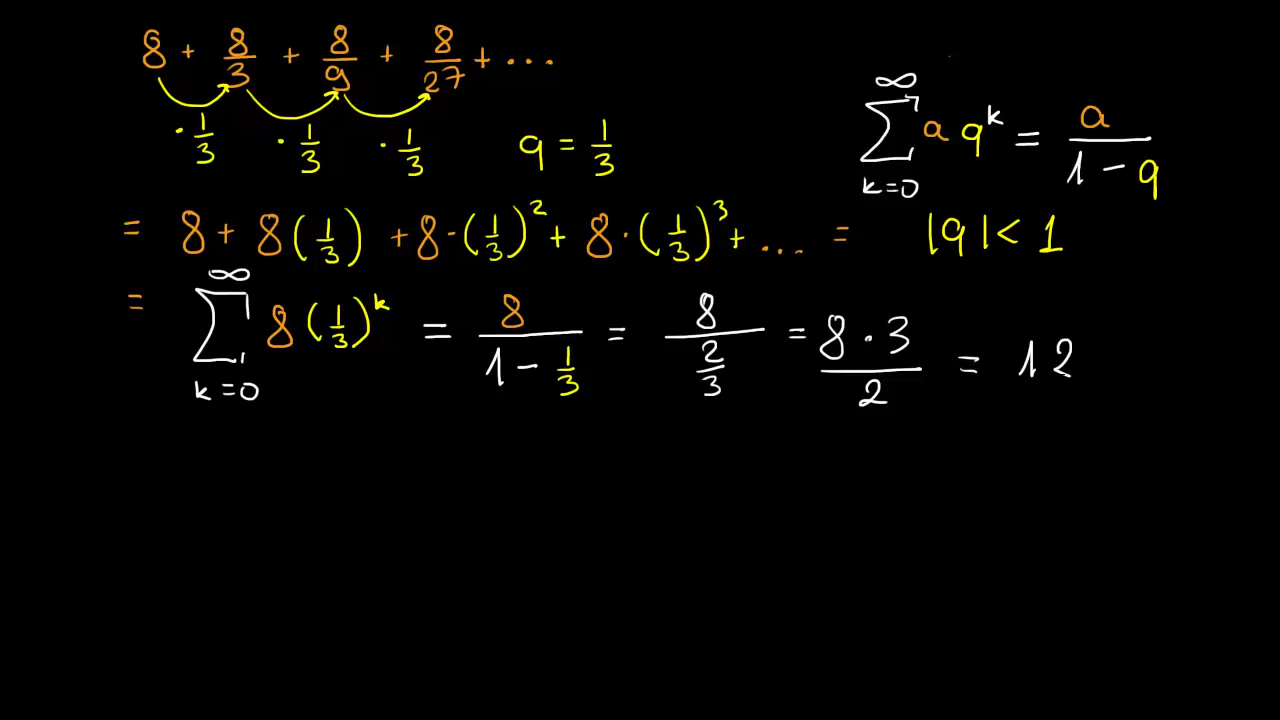 8 + 8/3 + 8/9 + 8/27 + ...
· 1/3 · 1/3 · 1/3 q = 1/3
∞ ∑ k=0 a q^k = a/(1 − q)
= 8 + 8 (1/3) + 8 · (1/3)^2 + 8 · (1/3)^3 + ... =
|q| < 1
= ∞ ∑ k=0 8 (1/3)^k = 8/(1 − 1/3) = 8/(2/3) = (8 · 3)/2 = 12